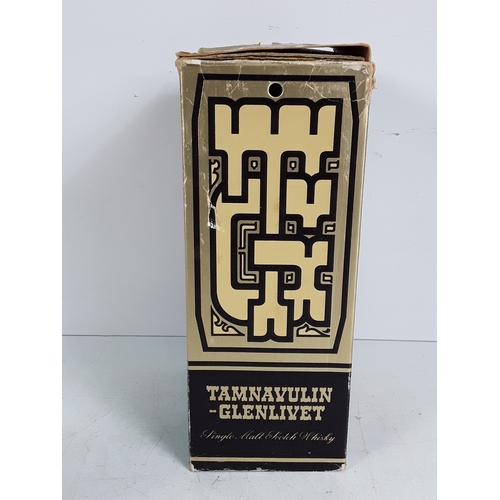 TAMNAVULIN
-GLENLIVET
Single Malt Scotch Whisky